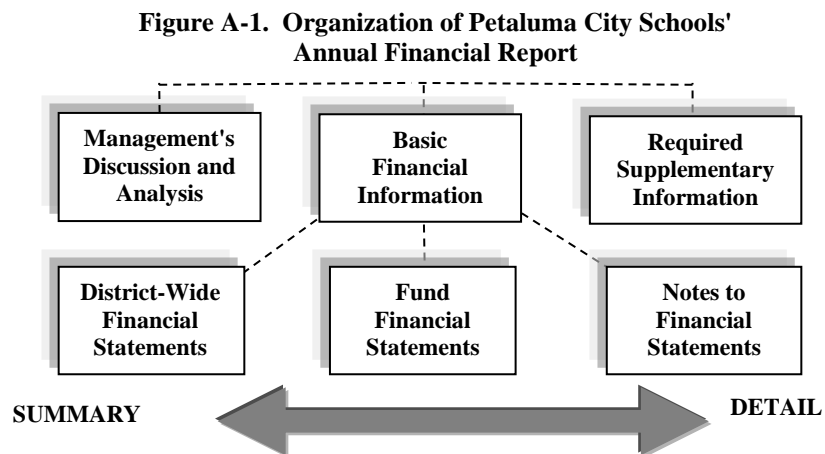 Figure A-1. Organization of Petaluma City Schools'
Annual Financial Report
Management's
Discussion and
Analysis
Basic
Financial
Information
Required
Supplementary
Information
District-Wide
Financial
Statements
Fund
Financial
Statements
Notes to
Financial
Statements
SUMMARY
DETAIL